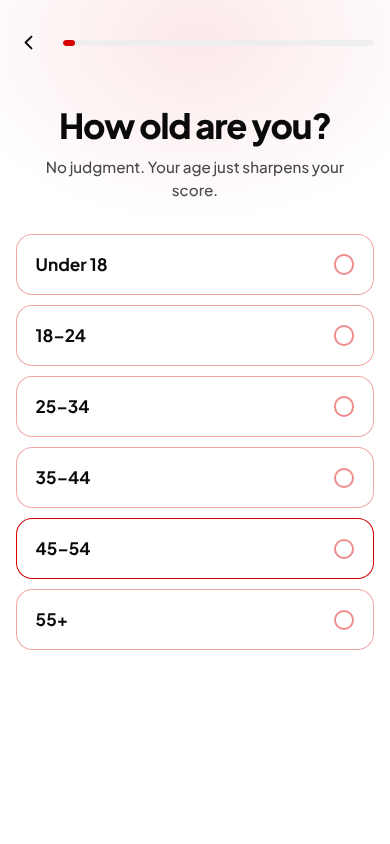 How old are you?
No judgment. Your age just sharpens your
score.
Under 18
18–24
25–34
35–44
45–54
55+